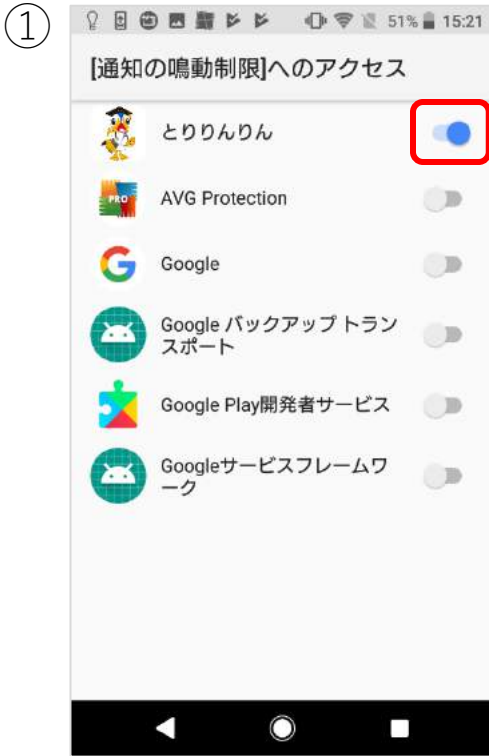 ①
51% 15:21
[通知の鳴動制限]へのアクセス
とりりんりん
PRO
AVG Protection
G
Google
Google バックアップ トラン
スポート
Google Play開発者サービス
Googleサービスフレームワ
ーク